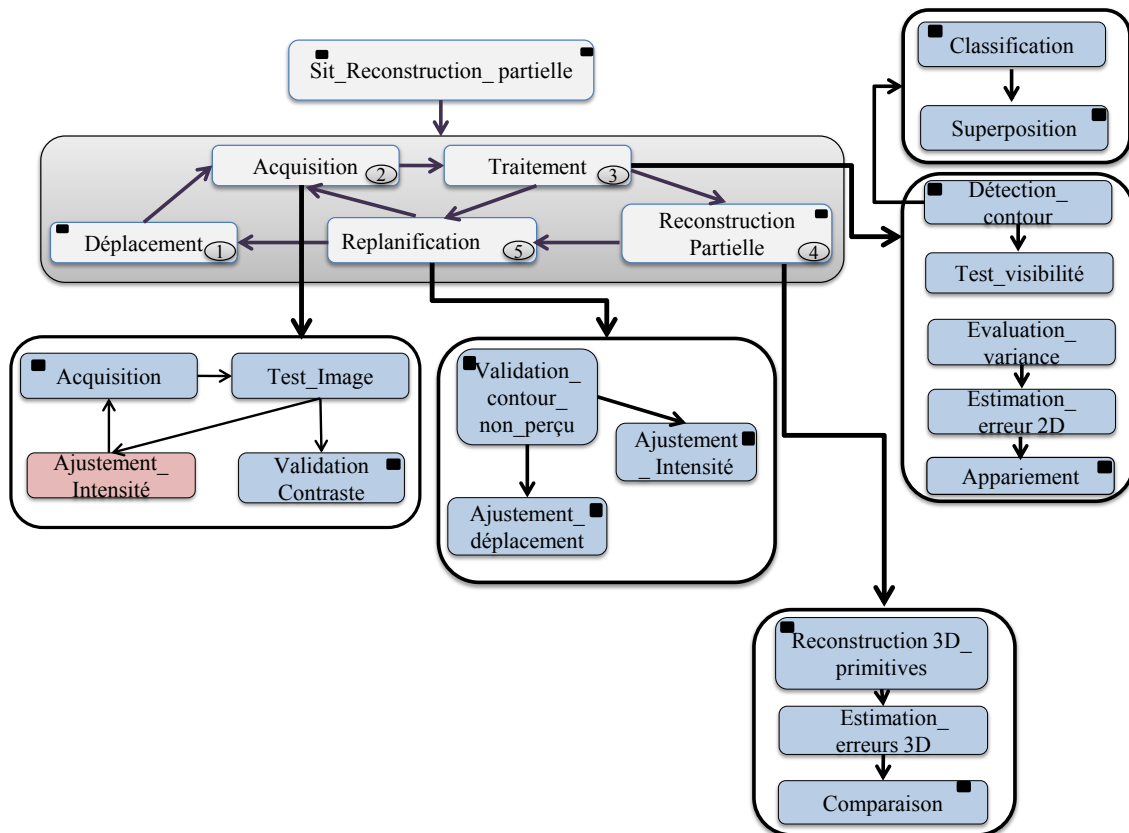 Sit_Reconstruction_ partielle
Acquisition
2
Traitement
3
Déplacement
1
Replanification
5
Reconstruction
Partielle
4
Classification
Superposition
Détection_
contour
Test_visibilité
Evaluation_
variance
Estimation_
erreur 2D
Appariement
Acquisition
Test_Image
Ajustement_
Intensité
Validation
Contraste
Validation_
contour_
non_perçu
Ajustement
_Intensité
Ajustement_
déplacement
Reconstruction 3D_
primitives
Estimation_
erreurs 3D
Comparaison